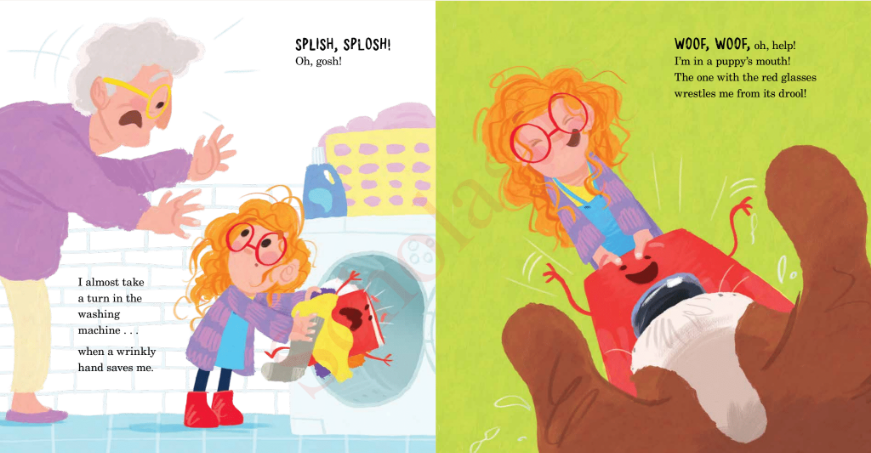 SPLISH, SPLOSH!
Oh, gosh!
I almost take
a turn in the
washing
machine . . .
when a wrinkly
hand saves me.
WOOF, WOOF, oh, help!
I'm in a puppy's mouth!
The one with the red glasses
wrestles me from its drool!